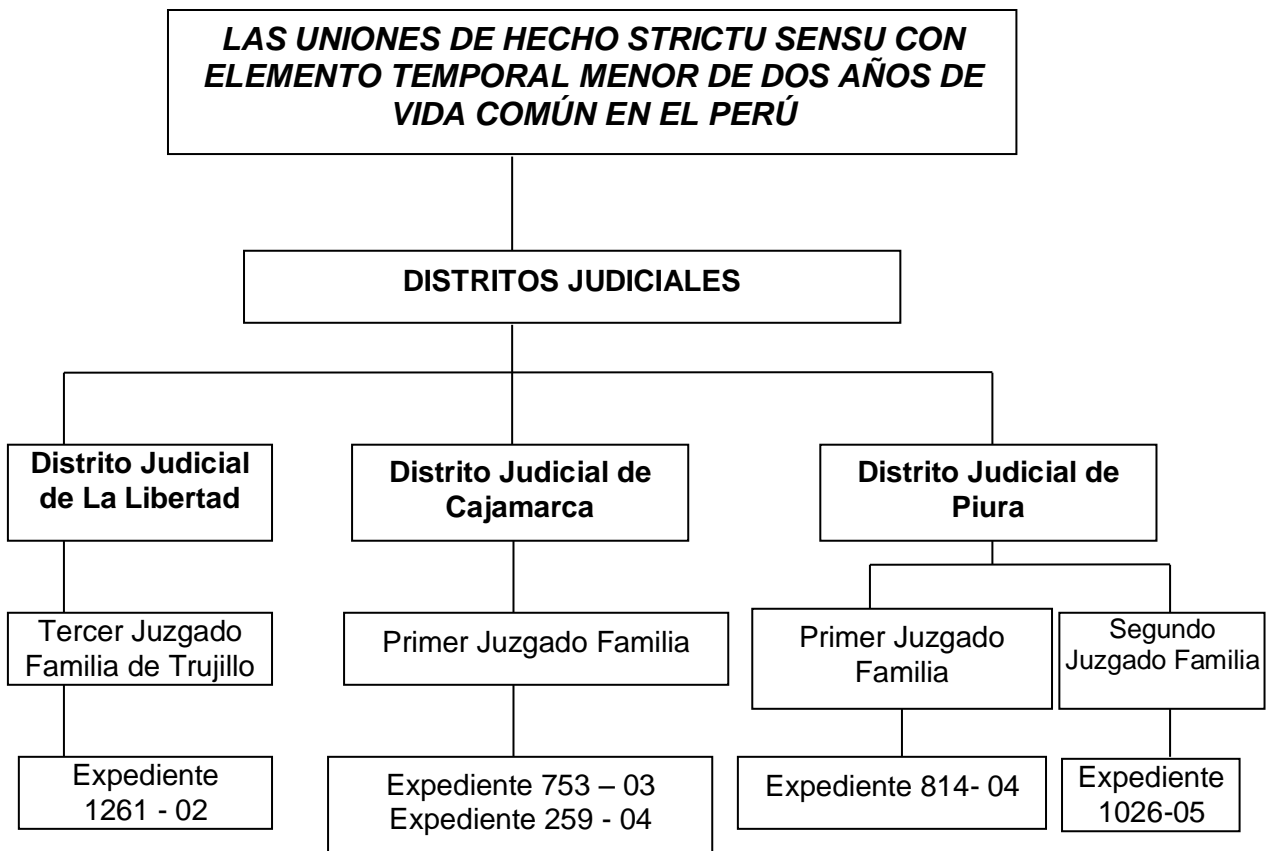 LAS UNIONES DE HECHO STRICTU SENSU CON
ELEMENTO TEMPORAL MENOR DE DOS AÑOS DE
VIDA COMÚN EN EL PERÚ
DISTRITOS JUDICIALES
Distrito Judicial
de La Libertad
Distrito Judicial de
Cajamarca
Distrito Judicial de
Piura
Tercer Juzgado
Familia de Trujillo
Primer Juzgado Familia
Primer Juzgado
Familia
Segundo
Juzgado Familia
Expediente
1261 - 02
Expediente 753 – 03
Expediente 259 - 04
Expediente 814- 04
Expediente
1026-05